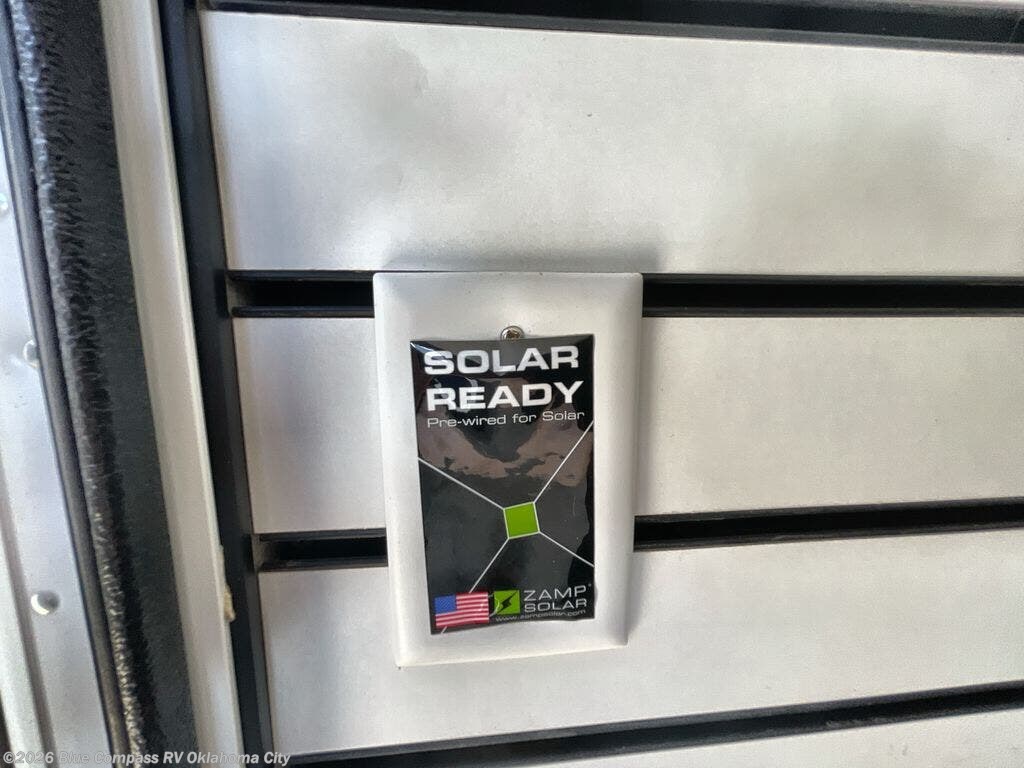 SOLAR
READY
Pre-wired for Solar
ZAMP®
SOLAR
www.zampsolar.com
©2026 Blue Compass RV Oklahoma City